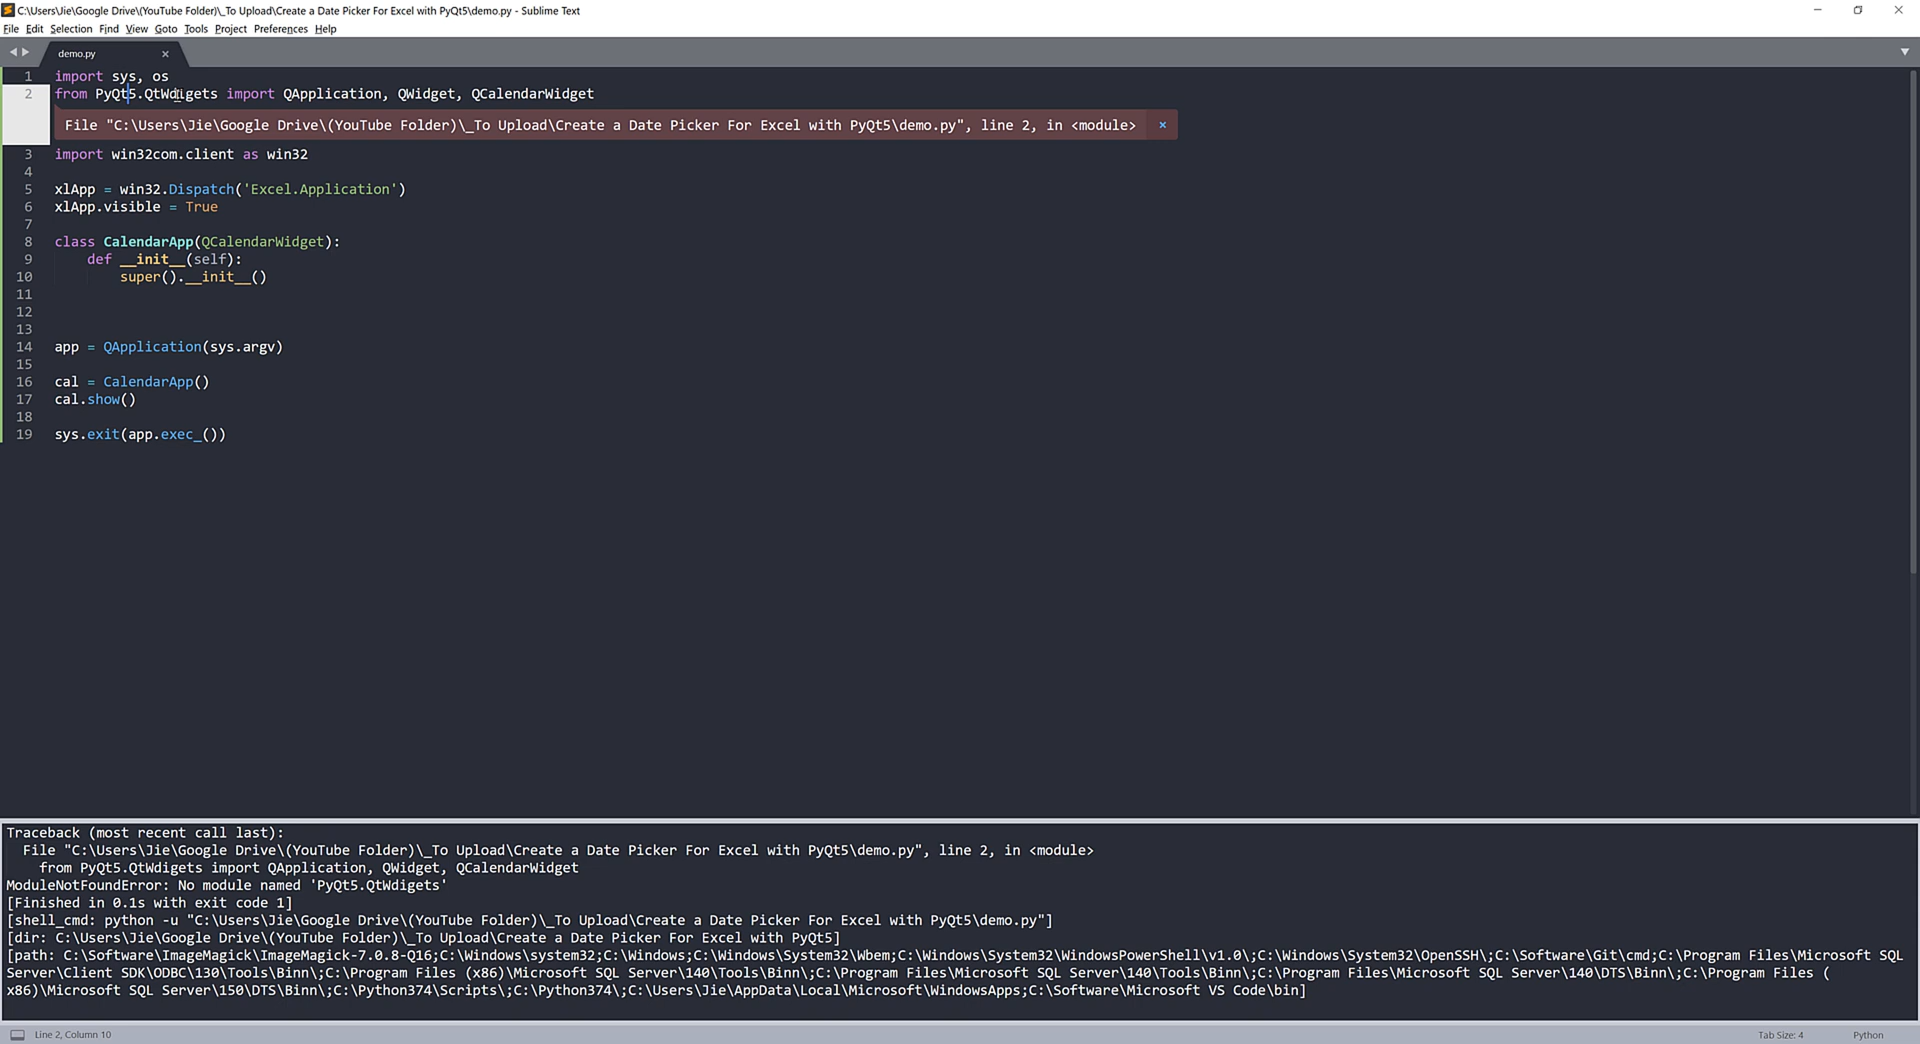 C:\Users\Jie\Google Drive\(YouTube Folder)\_To Upload\Create a Date Picker For Excel with PyQt5\demo.py - Sublime Text
File Edit Selection Find View Goto Tools Project Preferences Help
demo.py ×
1 import sys, os
2 from PyQt5.QtWdigets import QApplication, QWidget, QCalendarWidget
File "C:\Users\Jie\Google Drive\(YouTube Folder)\_To Upload\Create a Date Picker For Excel with PyQt5\demo.py", line 2, in <module> ×
3 import win32com.client as win32
4
5 xlApp = win32.Dispatch('Excel.Application')
6 xlApp.visible = True
7
8 class CalendarApp(QCalendarWidget):
9     def __init__(self):
10         super().__init__()
11
12
13
14 app = QApplication(sys.argv)
15
16 cal = CalendarApp()
17 cal.show()
18
19 sys.exit(app.exec_())
Traceback (most recent call last):
  File "C:\Users\Jie\Google Drive\(YouTube Folder)\_To Upload\Create a Date Picker For Excel with PyQt5\demo.py", line 2, in <module>
    from PyQt5.QtWdigets import QApplication, QWidget, QCalendarWidget
ModuleNotFoundError: No module named 'PyQt5.QtWdigets'
[Finished in 0.1s with exit code 1]
[shell_cmd: python -u "C:\Users\Jie\Google Drive\(YouTube Folder)\_To Upload\Create a Date Picker For Excel with PyQt5\demo.py"]
[dir: C:\Users\Jie\Google Drive\(YouTube Folder)\_To Upload\Create a Date Picker For Excel with PyQt5]
[path: C:\Software\ImageMagick\ImageMagick-7.0.8-Q16;C:\Windows\system32;C:\Windows;C:\Windows\System32\Wbem;C:\Windows\System32\WindowsPowerShell\v1.0\;C:\Windows\System32\OpenSSH\;C:\Software\Git\cmd;C:\Program Files\Microsoft SQL
Server\Client SDK\ODBC\130\Tools\Binn\;C:\Program Files (x86)\Microsoft SQL Server\140\Tools\Binn\;C:\Program Files\Microsoft SQL Server\140\Tools\Binn\;C:\Program Files\Microsoft SQL Server\140\DTS\Binn\;C:\Program Files (
x86)\Microsoft SQL Server\150\DTS\Binn\;C:\Python374\Scripts\;C:\Python374\;C:\Users\Jie\AppData\Local\Microsoft\WindowsApps;C:\Software\Microsoft VS Code\bin]
Line 2, Column 10 Tab Size: 4 Python